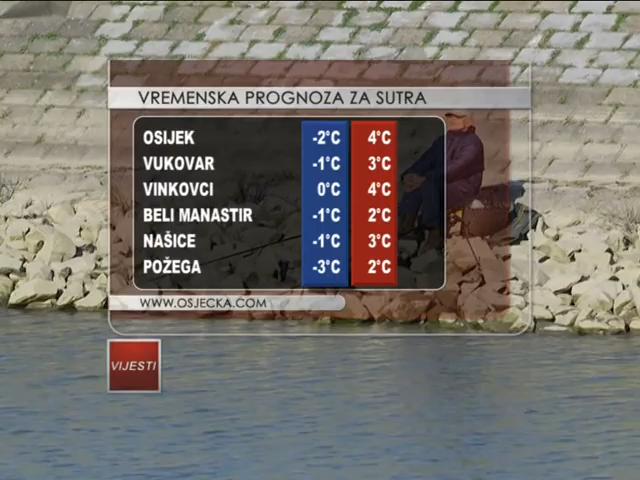 VREMENSKA PROGNOZA ZA SUTRA
OSIJEK -2°C 4°C
VUKOVAR -1°C 3°C
VINKOVCI 0°C 4°C
BELI MANASTIR -1°C 2°C
NAŠICE -1°C 3°C
POŽEGA -3°C 2°C
WWW.OSJECKA.COM
VIJESTI